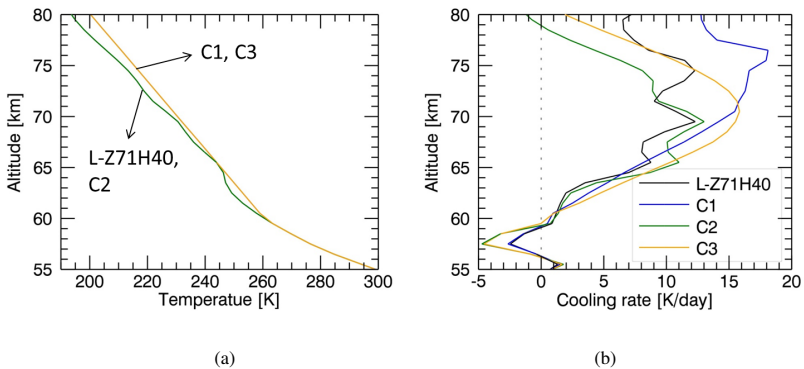 80
75
70
65
60
55
Altitude [km]
C1, C3
L-Z71H40,
C2
200 220 240 260 280 300
Temperatue [K]
(a)
80
75
70
65
60
55
Altitude [km]
L-Z71H40
C1
C2
C3
-5 0 5 10 15 20
Cooling rate [K/day]
(b)